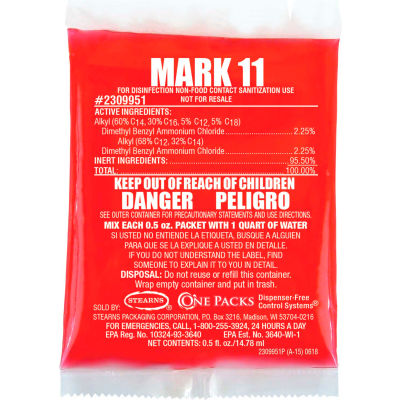 MARK 11
FOR DISINFECTION NON-FOOD CONTACT SANITIZATION USE
#2309951 NOT FOR RESALE
ACTIVE INGREDIENTS:
Alkyl (60% C14, 30% C16, 5% C12, 5% C18)
Dimethyl Benzyl Ammonium Chloride 2.25%
Alkyl (68% C12, 32% C14)
Dimethyl Benzyl Ammonium Chloride 2.25%
INERT INGREDIENTS: 95.50%
TOTAL: 100.00%
KEEP OUT OF REACH OF CHILDREN
DANGER PELIGRO
SEE OUTER CONTAINER FOR PRECAUTIONARY STATEMENTS AND USE DIRECTIONS.
MIX EACH 0.5 oz. PACKET WITH 1 QUART OF WATER
SI USTED NO ENTIENDE LA ETIQUETA, BUSQUE A ALGUIEN
PARA QUE SE LA EXPLIQUE A USTED EN DETALLE.
IF YOU DO NOT UNDERSTAND THE LABEL, FIND
SOMEONE TO EXPLAIN IT TO YOU IN DETAIL.
DISPOSAL: Do not reuse or refill this container.
Wrap empty container and put in trash.
SOLD BY: STEARNS ® ONE PACKS Dispenser-Free
Control Systems®
STEARNS PACKAGING CORPORATION, P.O. Box 3216, Madison, WI 53704-0216
FOR EMERGENCIES, CALL, 1-800-255-3924, 24 HOURS A DAY
EPA Reg. No. 10324-93-3640 EPA Est. No. 3640-WI-1
NET CONTENTS: 0.5 fl. oz./14.78 ml
2309951P (A-15) 0618